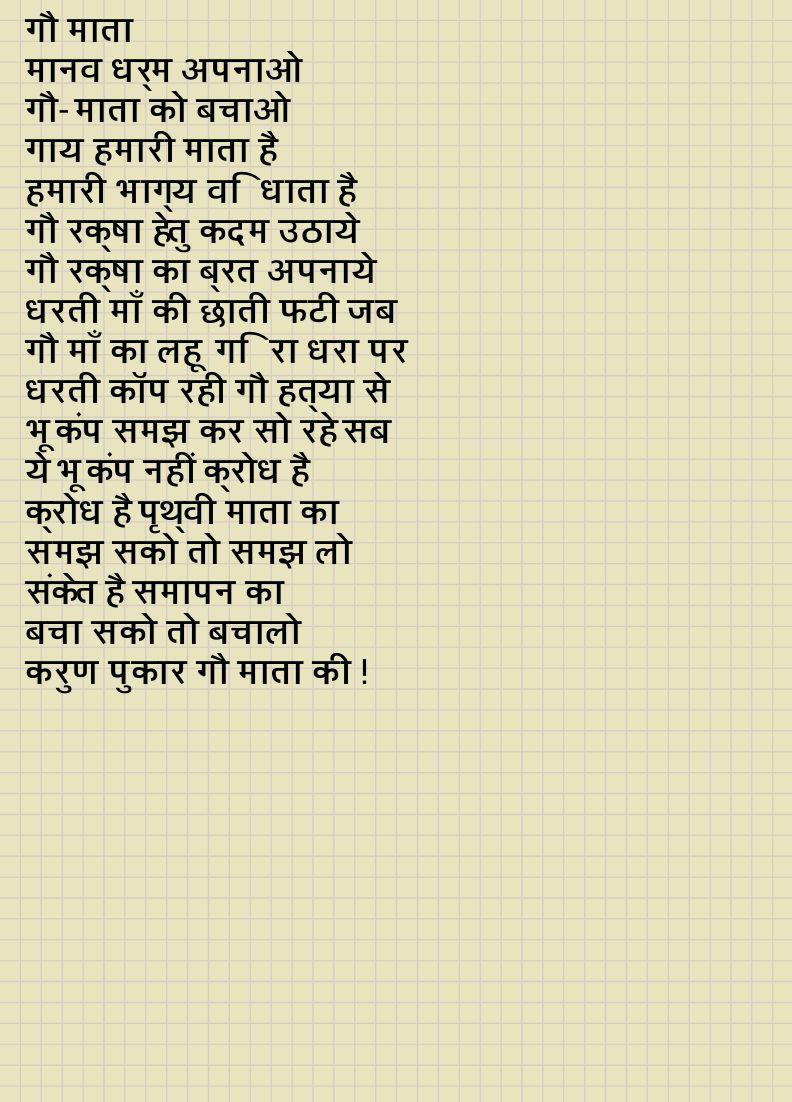 गौ माता
मानव धर्म अपनाओ
गौ- माता को बचाओ
गाय हमारी माता है
हमारी भाग्य विधाता है
गौ रक्षा हेतु कदम उठाये
गौ रक्षा का ब्रत अपनाये
धरती माँ की छाती फटी जब
गौ माँ का लहू गिरा धरा पर
धरती कॉप रही गौ हत्या से
भूकंप समझ कर सो रहे सब
ये भूकंप नहीं क्रोध है
क्रोध है पृथ्वी माता का
समझ सको तो समझ लो
संकेत है समापन का
बचा सको तो बचालो
करुण पुकार गौ माता की !